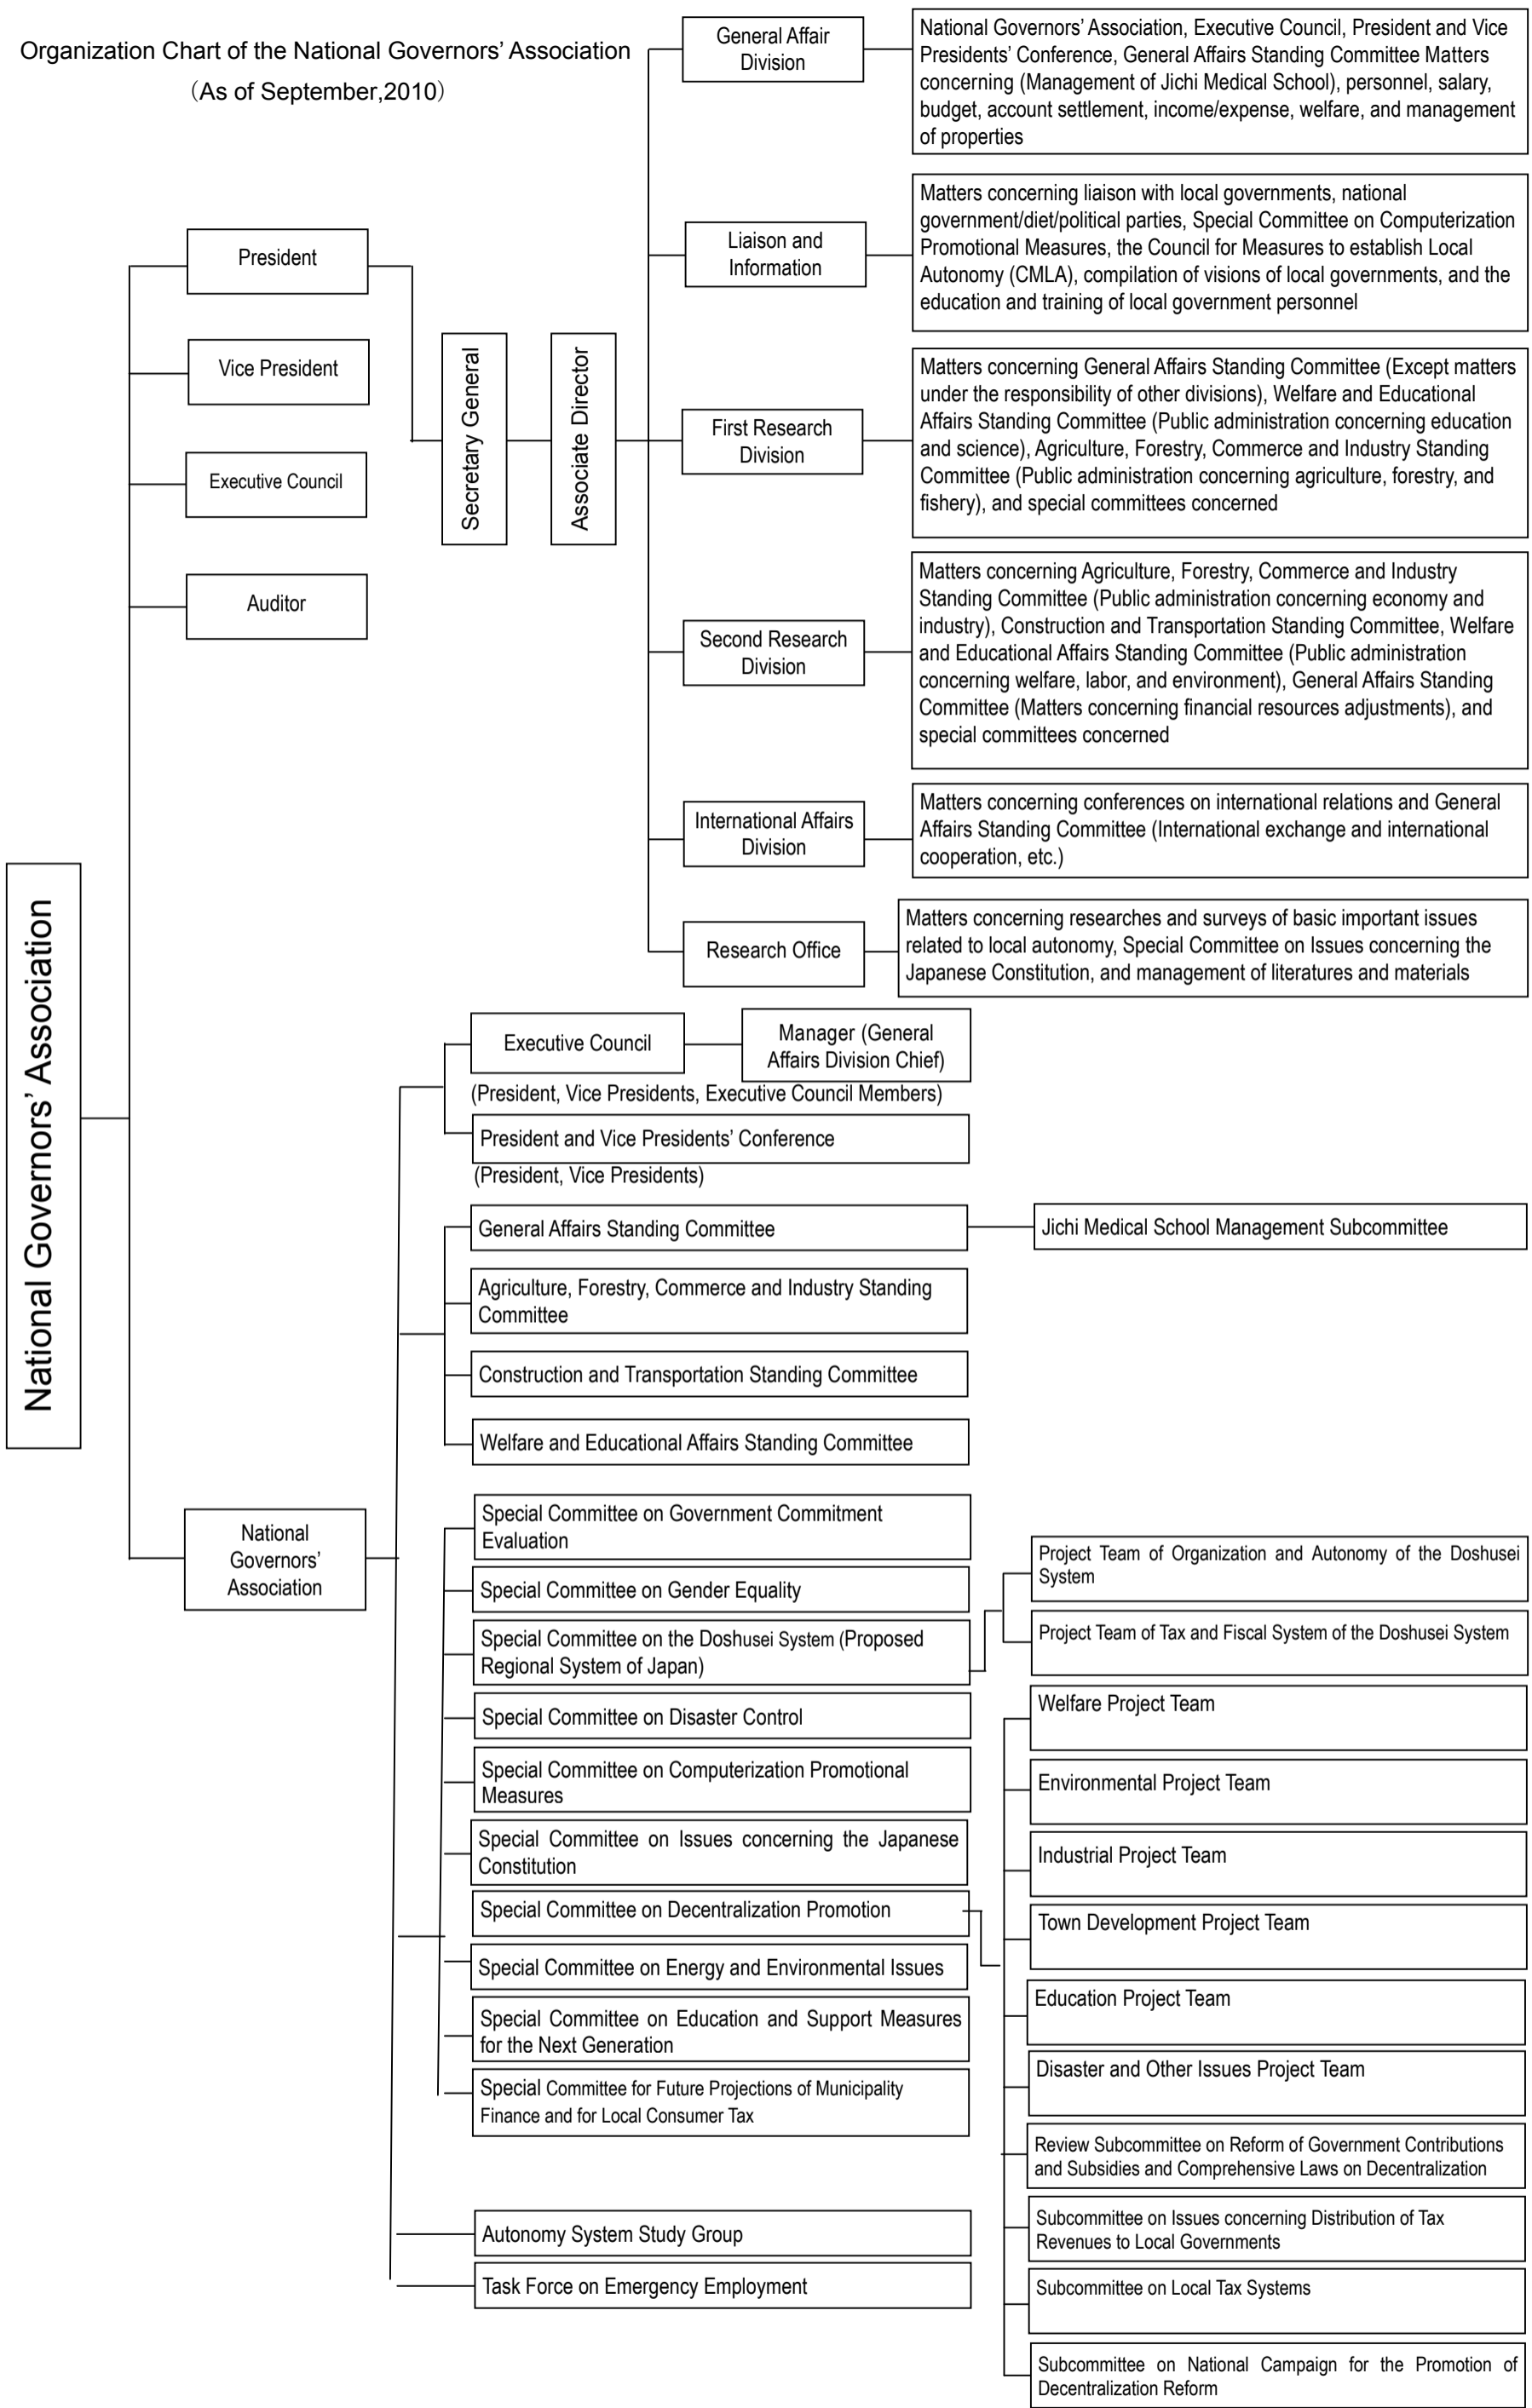 Organization Chart of the National Governors’ Association
（As of September,2010）
General Affair
Division
National Governors’ Association, Executive Council, President and Vice
Presidents’ Conference, General Affairs Standing Committee Matters
concerning (Management of Jichi Medical School), personnel, salary,
budget, account settlement, income/expense, welfare, and management
of properties
Liaison and
Information
Matters concerning liaison with local governments, national
government/diet/political parties, Special Committee on Computerization
Promotional Measures, the Council for Measures to establish Local
Autonomy (CMLA), compilation of visions of local governments, and the
education and training of local government personnel
President
Vice President
Executive Council
Auditor
Secretary General
Associate Director
First Research
Division
Matters concerning General Affairs Standing Committee (Except matters
under the responsibility of other divisions), Welfare and Educational
Affairs Standing Committee (Public administration concerning education
and science), Agriculture, Forestry, Commerce and Industry Standing
Committee (Public administration concerning agriculture, forestry, and
fishery), and special committees concerned
Second Research
Division
Matters concerning Agriculture, Forestry, Commerce and Industry
Standing Committee (Public administration concerning economy and
industry), Construction and Transportation Standing Committee, Welfare
and Educational Affairs Standing Committee (Public administration
concerning welfare, labor, and environment), General Affairs Standing
Committee (Matters concerning financial resources adjustments), and
special committees concerned
International Affairs
Division
Matters concerning conferences on international relations and General
Affairs Standing Committee (International exchange and international
cooperation, etc.)
Research Office
Matters concerning researches and surveys of basic important issues
related to local autonomy, Special Committee on Issues concerning the
Japanese Constitution, and management of literatures and materials
National Governors’ Association
Executive Council
Manager (General
Affairs Division Chief)
(President, Vice Presidents, Executive Council Members)
President and Vice Presidents’ Conference
(President, Vice Presidents)
General Affairs Standing Committee
Jichi Medical School Management Subcommittee
Agriculture, Forestry, Commerce and Industry Standing
Committee
Construction and Transportation Standing Committee
Welfare and Educational Affairs Standing Committee
National
Governors’
Association
Special Committee on Government Commitment
Evaluation
Special Committee on Gender Equality
Special Committee on the Doshusei System (Proposed
Regional System of Japan)
Special Committee on Disaster Control
Special Committee on Computerization Promotional
Measures
Special Committee on Issues concerning the Japanese
Constitution
Special Committee on Decentralization Promotion
Special Committee on Energy and Environmental Issues
Special Committee on Education and Support Measures
for the Next Generation
Special Committee for Future Projections of Municipality
Finance and for Local Consumer Tax
Autonomy System Study Group
Task Force on Emergency Employment
Project Team of Organization and Autonomy of the Doshusei
System
Project Team of Tax and Fiscal System of the Doshusei System
Welfare Project Team
Environmental Project Team
Industrial Project Team
Town Development Project Team
Education Project Team
Disaster and Other Issues Project Team
Review Subcommittee on Reform of Government Contributions
and Subsidies and Comprehensive Laws on Decentralization
Subcommittee on Issues concerning Distribution of Tax
Revenues to Local Governments
Subcommittee on Local Tax Systems
Subcommittee on National Campaign for the Promotion of
Decentralization Reform